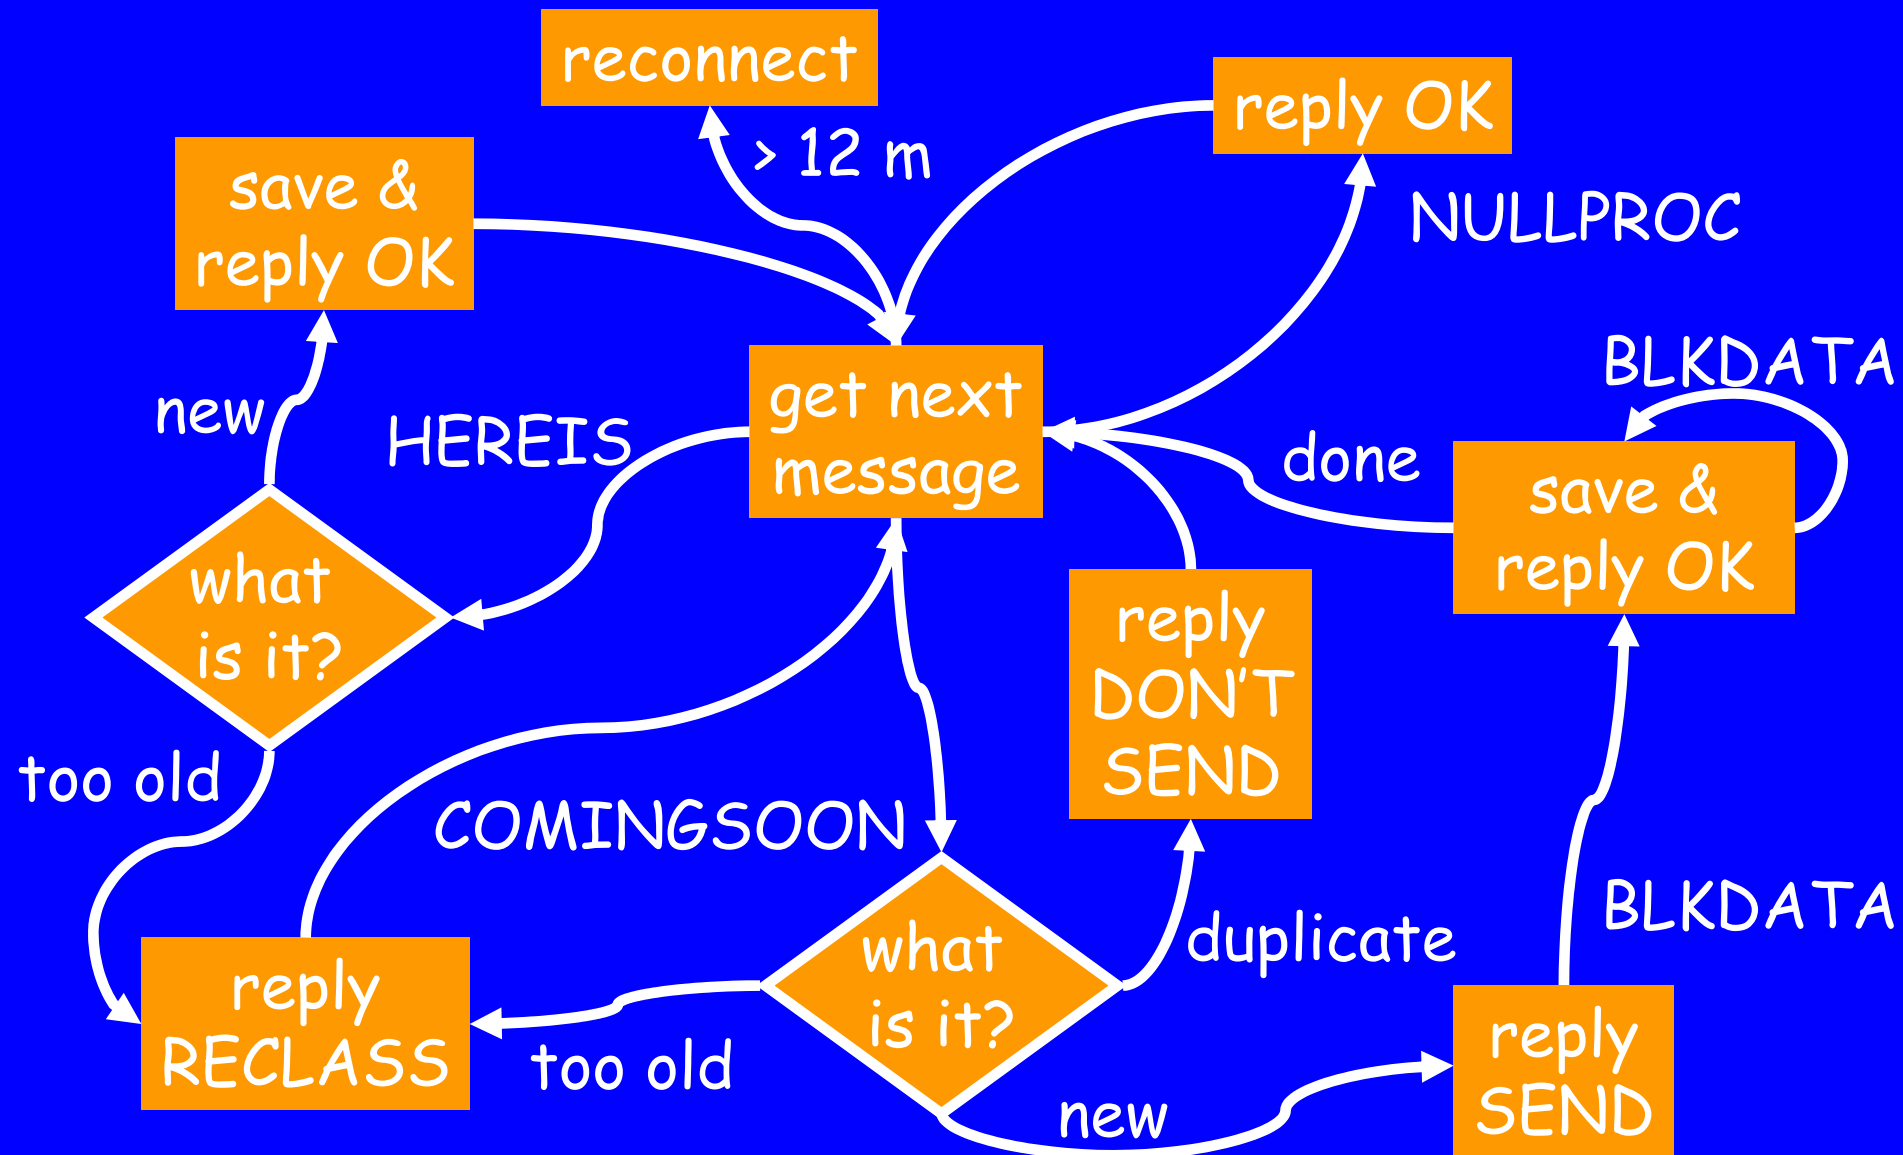 reconnect
> 12 m
reply OK
NULLPROC
save &
reply OK
new
HEREIS
get next
message
BLKDATA
done
save &
reply OK
what
is it?
reply
DON'T
SEND
too old
COMINGSOON
BLKDATA
duplicate
what
is it?
reply
RECLASS
too old
new
reply
SEND